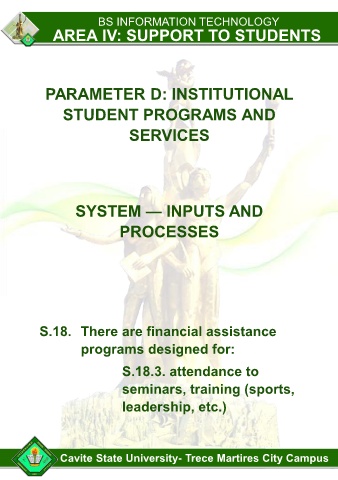 BS INFORMATION TECHNOLOGY
AREA IV: SUPPORT TO STUDENTS
PARAMETER D: INSTITUTIONAL
STUDENT PROGRAMS AND
SERVICES
SYSTEM — INPUTS AND
PROCESSES
S.18. There are financial assistance
programs designed for:
S.18.3. attendance to
seminars, training (sports,
leadership, etc.)
Cavite State University- Trece Martires City Campus